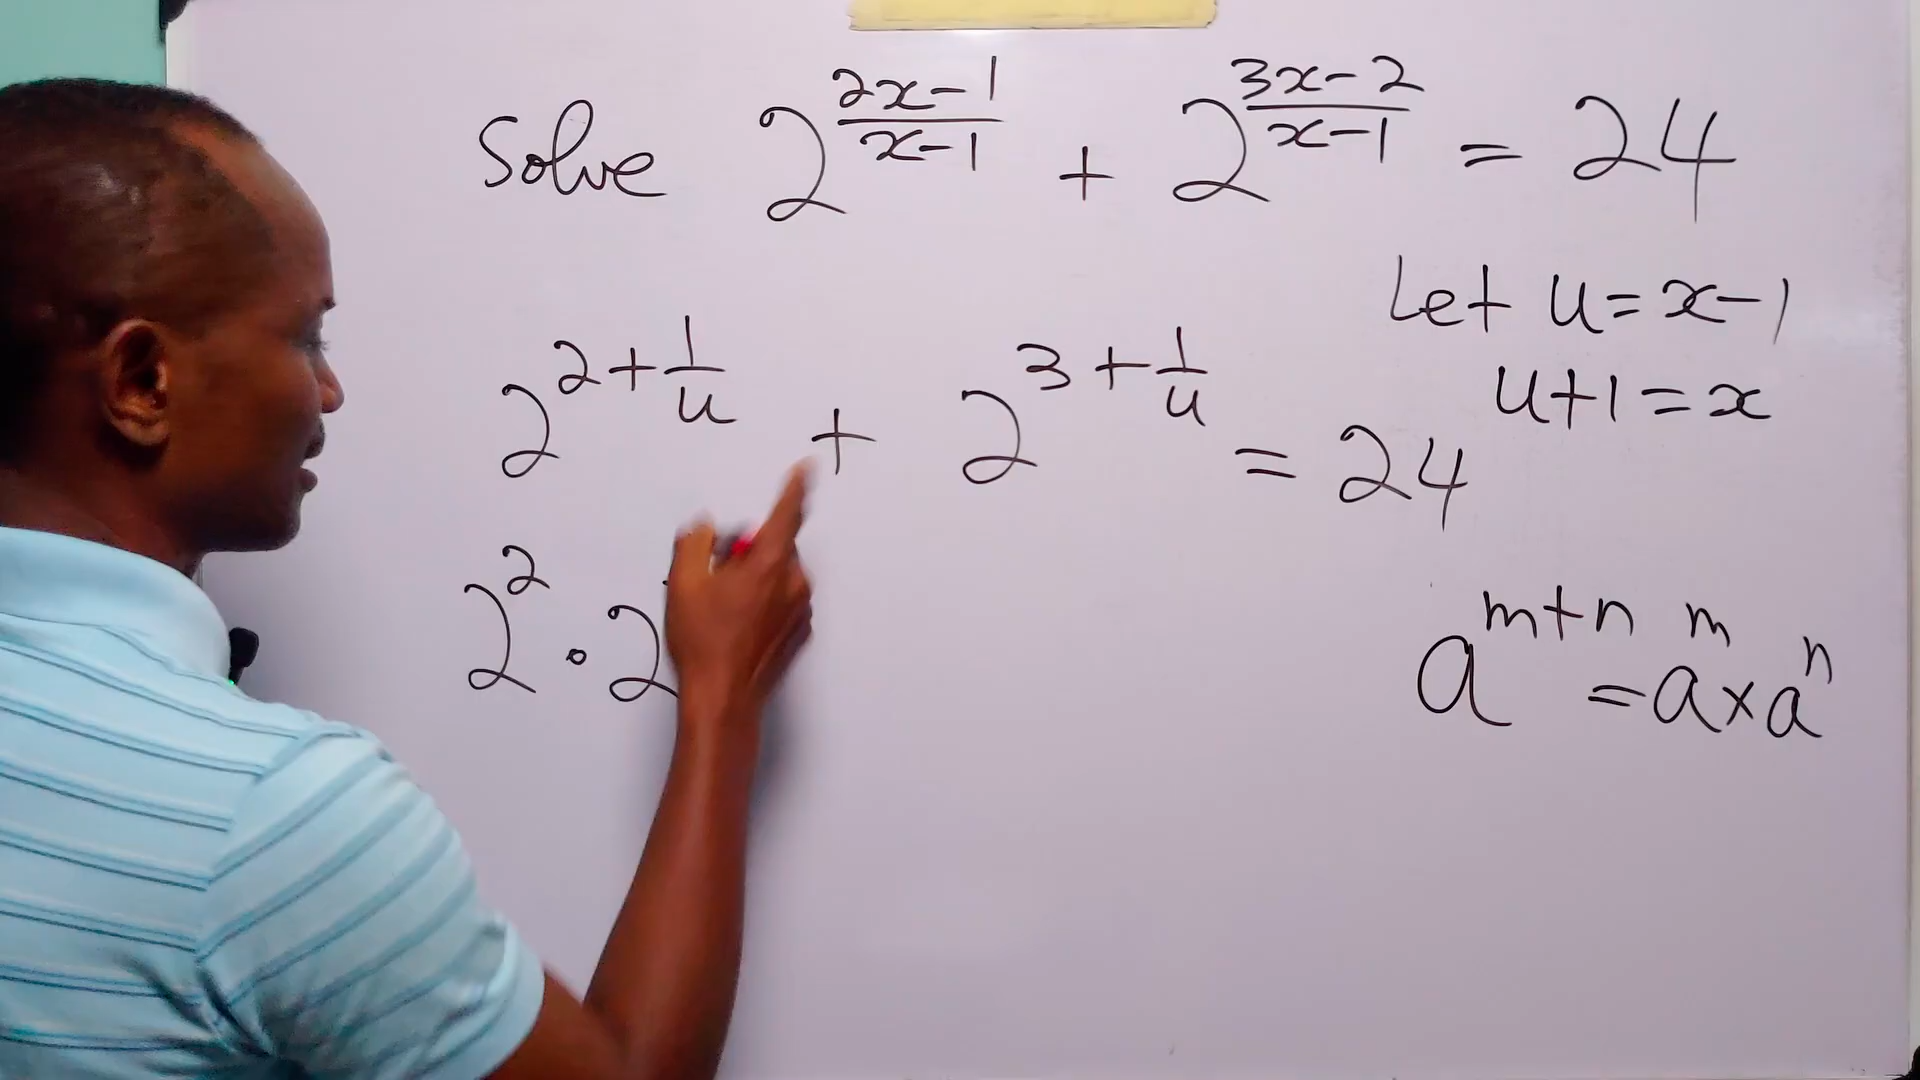 Solve 2^((2x-1)/(x-1)) + 2^((3x-2)/(x-1)) = 24
Let u = x-1
u+1 = x
2^(2+1/u) + 2^(3+1/u) = 24
2^2 · 2
a^(m+n) = a^m × a^n